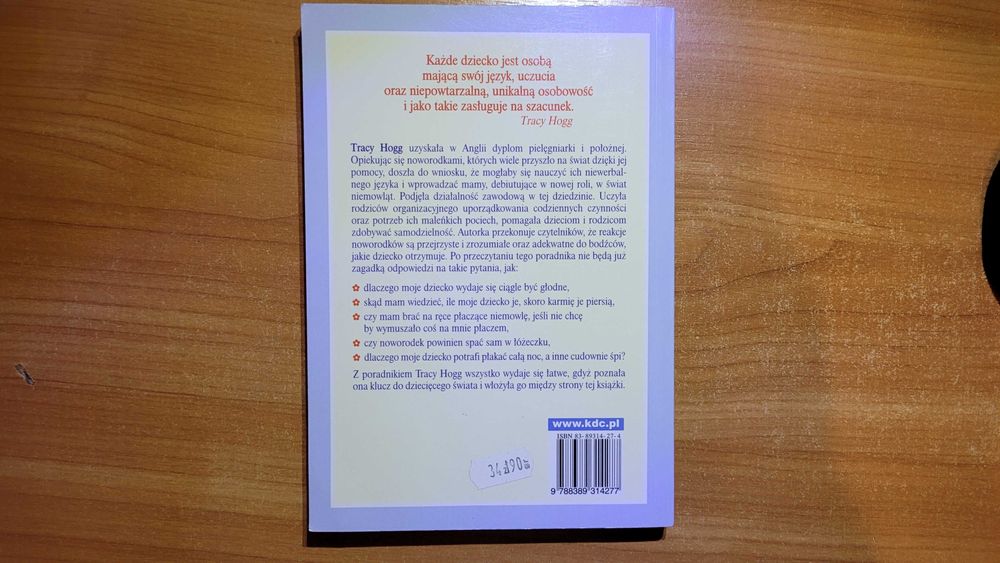 Każde dziecko jest osobą
mającą swój język, uczucia
oraz niepowtarzalną, unikalną osobowość
i jako takie zasługuje na szacunek.
Tracy Hogg
Tracy Hogg uzyskała w Anglii dyplom pielęgniarki i położnej.
Opiekując się noworodkami, których wiele przyszło na świat dzięki jej
pomocy, doszła do wniosku, że mogłaby się nauczyć ich niewerbal-
nego języka i wprowadzać mamy, debiutujące w nowej roli, w świat
niemowląt. Podjęła działalność zawodową w tej dziedzinie. Uczyła
rodziców organizacyjnego uporządkowania codziennych czynności
oraz potrzeb ich maleńkich pociech, pomagała dzieciom i rodzicom
zdobywać samodzielność. Autorka przekonuje czytelników, że reakcje
noworodków są przejrzyste i zrozumiałe oraz adekwatne do bodźców,
jakie dziecko otrzymuje. Po przeczytaniu tego poradnika nie będą już
zagadką odpowiedzi na takie pytania, jak:
dlaczego moje dziecko wydaje się ciągle być głodne,
skąd mam wiedzieć, ile moje dziecko je, skoro karmię je piersią,
czy mam brać na ręce płaczące niemowlę, jeśli nie chcę
by wymuszało coś na mnie płaczem,
czy noworodek powinien spać sam w łóżeczku,
dlaczego moje dziecko potrafi płakać całą noc, a inne cudownie śpi?
Z poradnikiem Tracy Hogg wszystko wydaje się łatwe, gdyż poznała
ona klucz do dziecięcego świata i włożyła go między strony tej książki.
www.kdc.pl
ISBN 83-89314-27-4
34 90
9 788389 314277